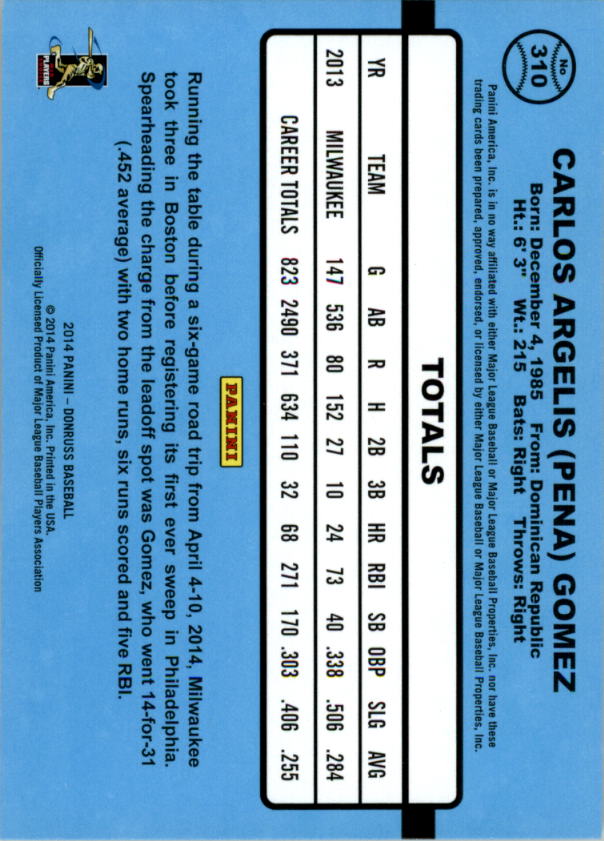 No
310
CARLOS ARGELIS (PENA) GOMEZ
Born: December 4, 1985 From: Dominican Republic
Ht.: 6' 3" Wt.: 215 Bats: Right Throws: Right
Panini America, Inc. is in no way affiliated with either Major League Baseball or Major League Baseball Properties, Inc. nor have these
trading cards been prepared, approved, endorsed, or licensed by either Major League Baseball or Major League Baseball Properties, Inc.
TOTALS
YR TEAM G AB R H 2B 3B HR RBI SB OBP SLG AVG
2013 MILWAUKEE 147 536 80 152 27 10 24 73 40 .338 .506 .284
CAREER TOTALS 823 2490 371 634 110 32 68 271 170 .303 .406 .255
PANINI
Running the table during a six-game road trip from April 4-10, 2014, Milwaukee
took three in Boston before registering its first ever sweep in Philadelphia.
Spearheading the charge from the leadoff spot was Gomez, who went 14-for-31
(.452 average) with two home runs, six runs scored and five RBI.
2014 PANINI – DONRUSS BASEBALL
© 2014 Panini America, Inc. Printed in the USA.
Officially Licensed Product of Major League Baseball Players Association
PLAYERS